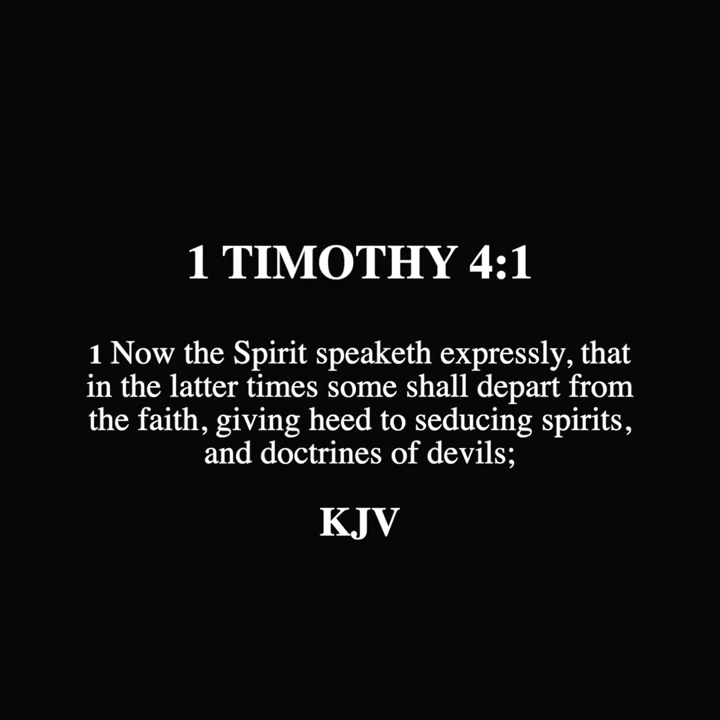 1 TIMOTHY 4:1
1 Now the Spirit speaketh expressly, that
in the latter times some shall depart from
the faith, giving heed to seducing spirits,
and doctrines of devils;
KJV